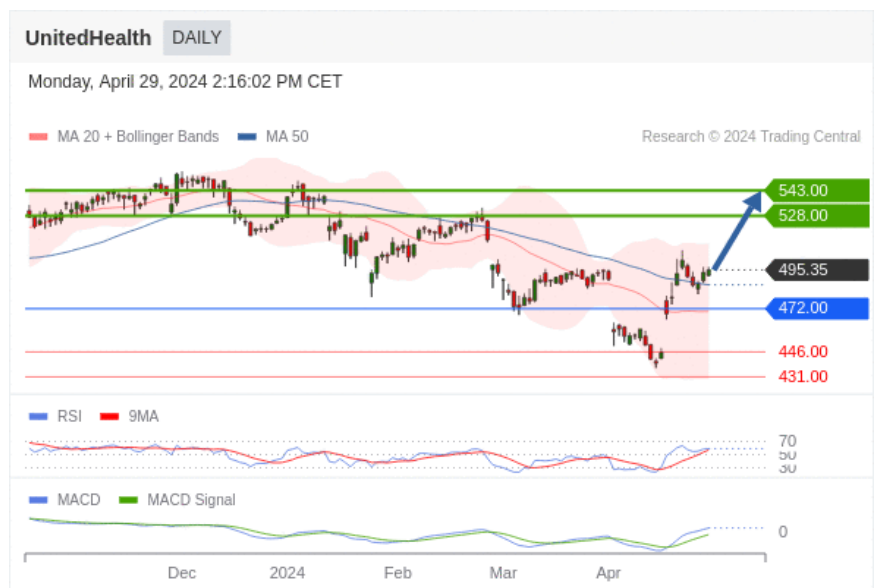 UnitedHealth DAILY
Monday, April 29, 2024 2:16:02 PM CET
MA 20 + Bollinger Bands MA 50 Research © 2024 Trading Central
543.00
528.00
495.35
472.00
446.00
431.00
RSI 9MA
70
50
30
MACD MACD Signal
0
Dec 2024 Feb Mar Apr